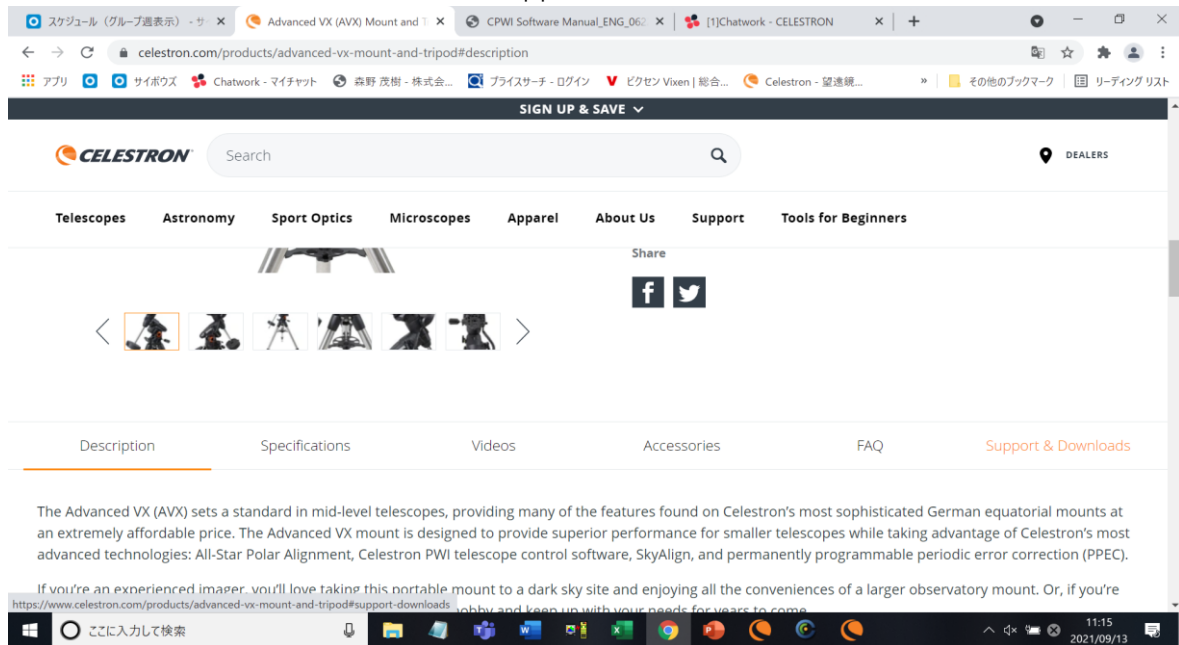 スケジュール（グループ週表示） - サ
Advanced VX (AVX) Mount and T
CPWI Software Manual_ENG_062
[1]Chatwork - CELESTRON
celestron.com/products/advanced-vx-mount-and-tripod#description
アプリ サイボウズ Chatwork - マイチャット 森野 茂樹 - 株式会... プライスサーチ - ログイン ビクセン Vixen | 総合... Celestron - 望遠鏡... » その他のブックマーク リーディング リスト
SIGN UP & SAVE
CELESTRON Search DEALERS
Telescopes Astronomy Sport Optics Microscopes Apparel About Us Support Tools for Beginners
Share
Description Specifications Videos Accessories FAQ Support & Downloads
The Advanced VX (AVX) sets a standard in mid-level telescopes, providing many of the features found on Celestron's most sophisticated German equatorial mounts at
an extremely affordable price. The Advanced VX mount is designed to provide superior performance for smaller telescopes while taking advantage of Celestron's most
advanced technologies: All-Star Polar Alignment, Celestron PWI telescope control software, SkyAlign, and permanently programmable periodic error correction (PPEC).
If you're an experienced imager, you'll love taking this portable mount to a dark sky site and enjoying all the conveniences of a larger observatory mount. Or, if you're
hobby and keep up with your needs for years to come.
https://www.celestron.com/products/advanced-vx-mount-and-tripod#support-downloads
ここに入力して検索
11:15
2021/09/13